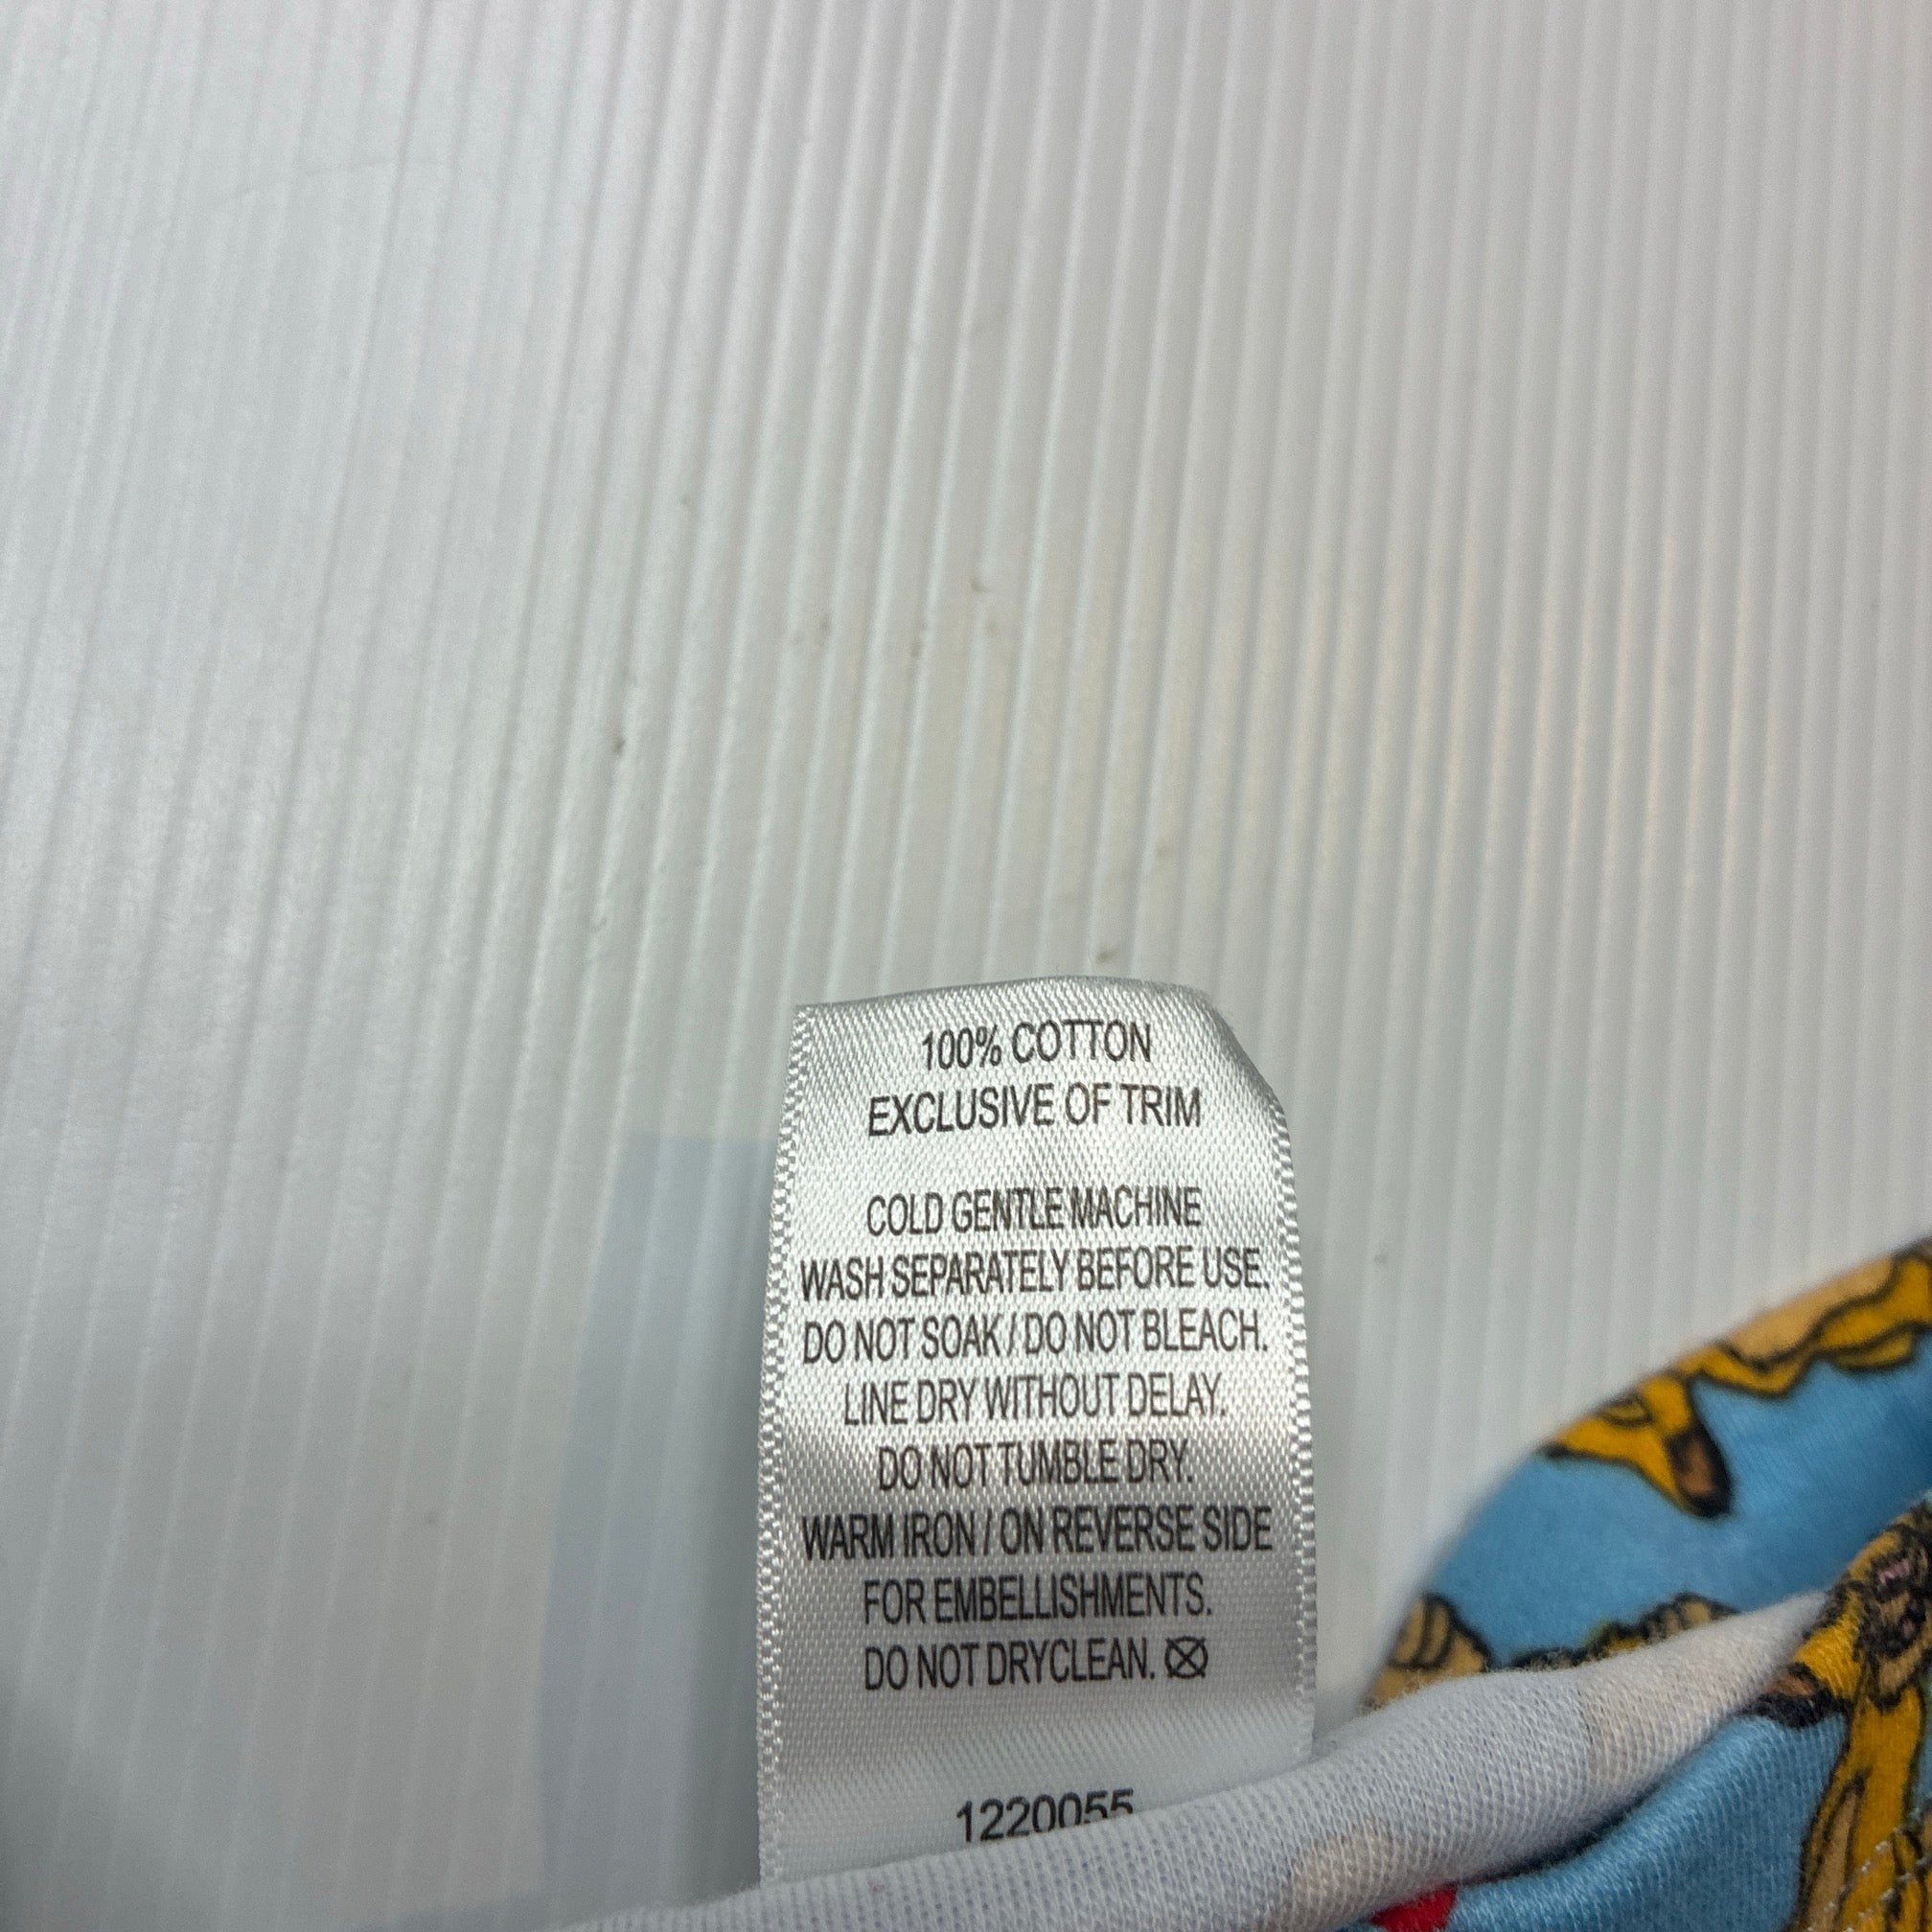 100% COTTON
EXCLUSIVE OF TRIM
COLD GENTLE MACHINE
WASH SEPARATELY BEFORE USE.
DO NOT SOAK / DO NOT BLEACH.
LINE DRY WITHOUT DELAY.
DO NOT TUMBLE DRY.
WARM IRON / ON REVERSE SIDE
FOR EMBELLISHMENTS.
DO NOT DRYCLEAN.
1220055